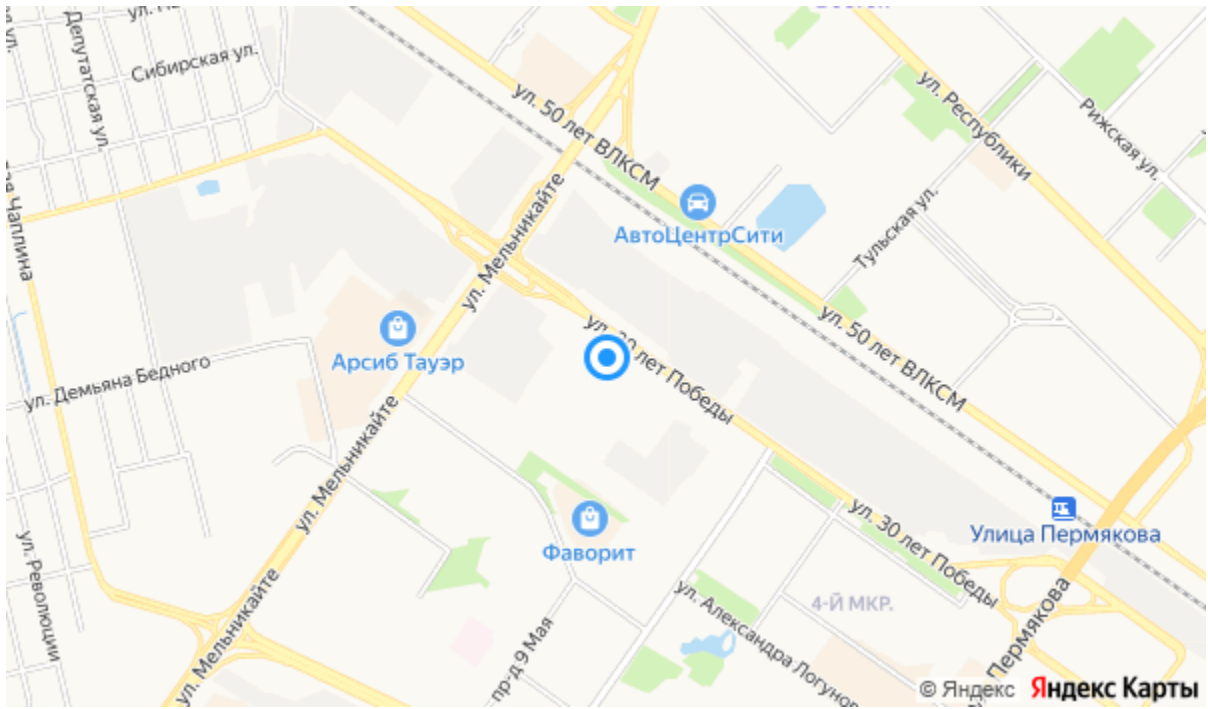 Сибирская ул.
Депутатская ул.
ул. 50 лет ВЛКСМ
ул. Республики
Рижская ул.
Чаплина
ул. Мельникайте
АвтоЦентрСити
Тульская ул.
ул. 30 лет Победы
ул. 50 лет ВЛКСМ
Арсиб Тауэр
ул. Демьяна Бедного
ул. Мельникайте
ул. 30 лет Победы
Улица Пермякова
Фаворит
ул. Революции
4-Й МКР.
ул. Александра Логунов
Пермякова
ул. Мельникайте
пр-д 9 Мая
© Яндекс Яндекс Карты